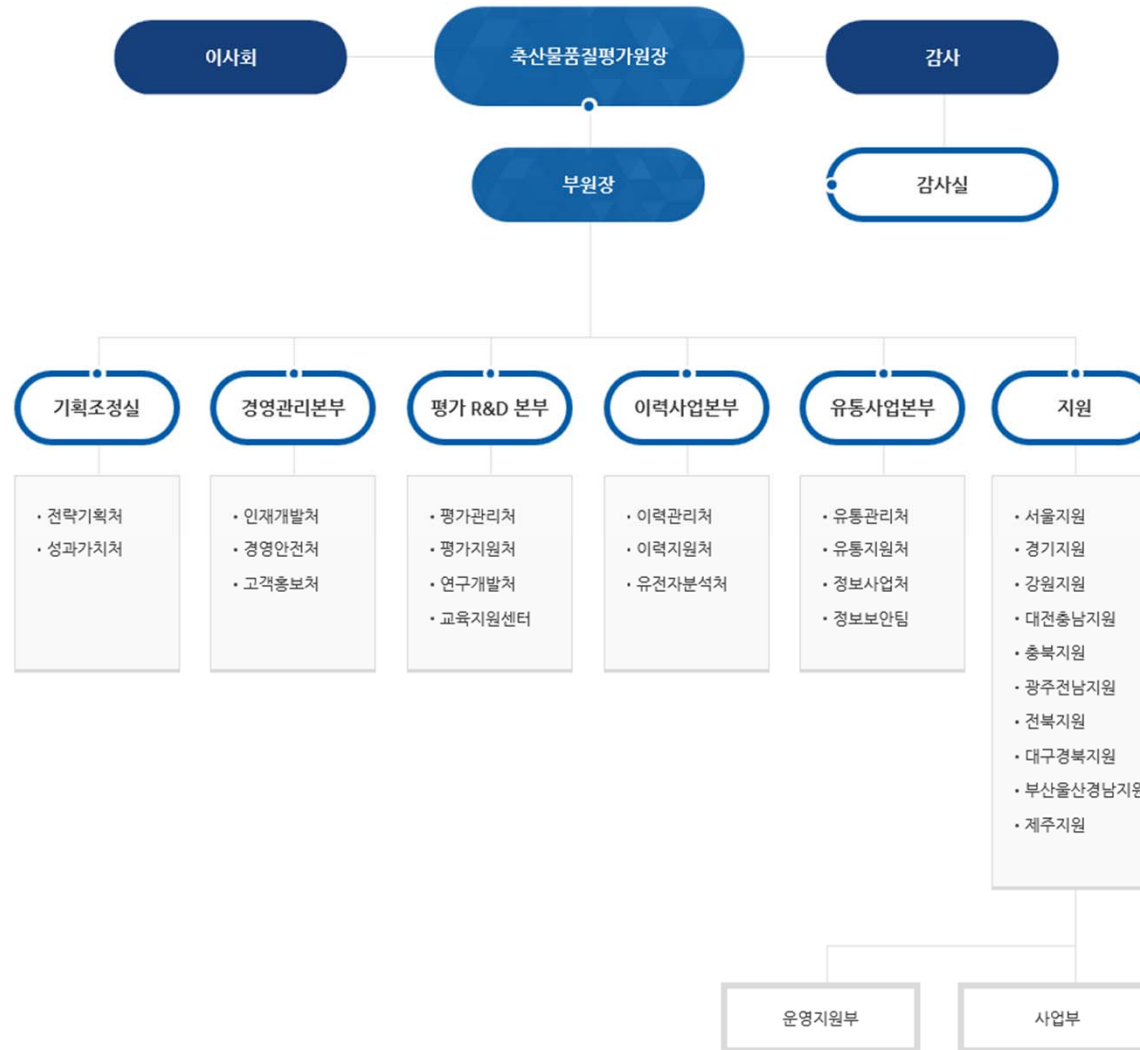 이사회
축산물품질평가원장
감사
부원장
감사실
기획조정실
경영관리본부
평가 R&D 본부
이력사업본부
유통사업본부
지원
· 전략기획처
· 성과가치처
· 인재개발처
· 경영안전처
· 고객홍보처
· 평가관리처
· 평가지원처
· 연구개발처
· 교육지원센터
· 이력관리처
· 이력지원처
· 유전자분석처
· 유통관리처
· 유통지원처
· 정보사업처
· 정보보안팀
· 서울지원
· 경기지원
· 강원지원
· 대전충남지원
· 충북지원
· 광주전남지원
· 전북지원
· 대구경북지원
· 부산울산경남지원
· 제주지원
운영지원부
사업부